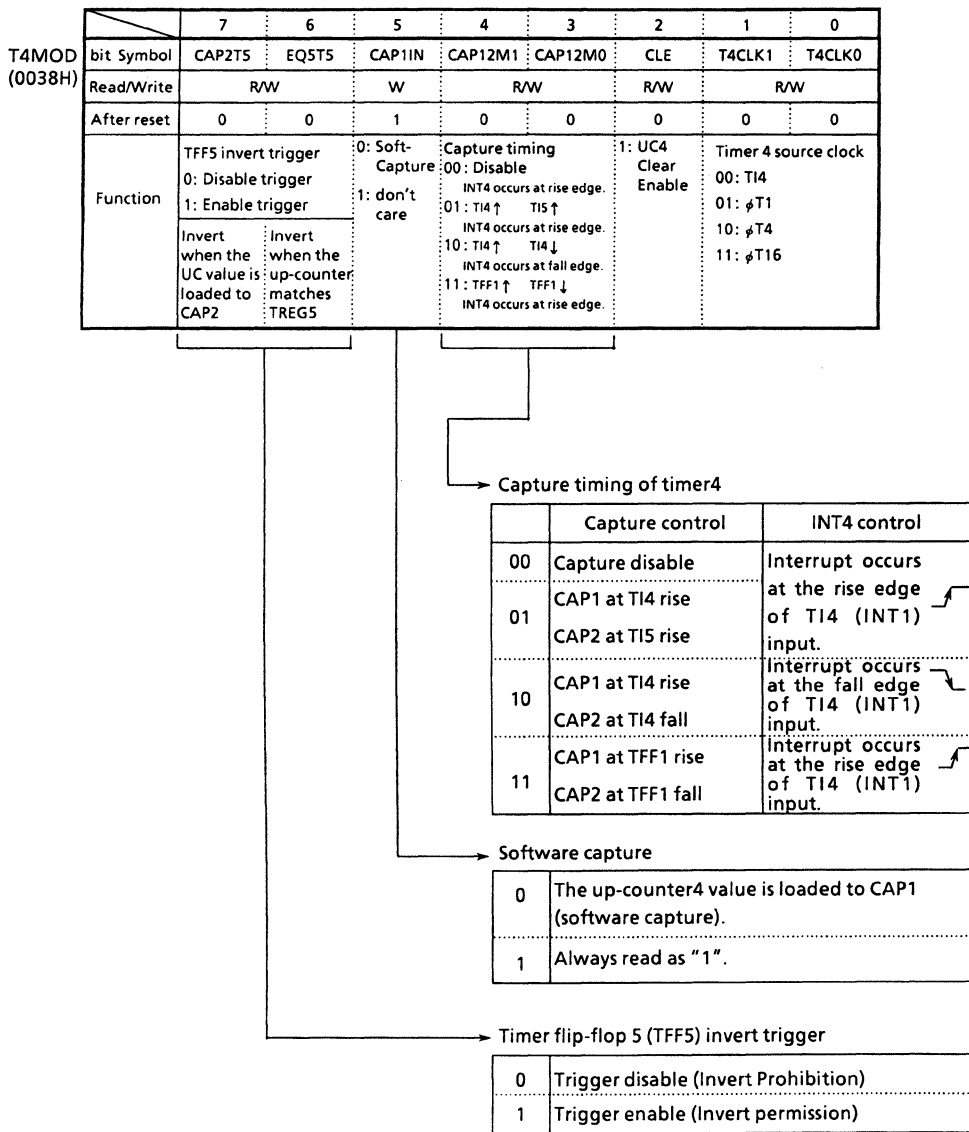 7 6 5 4 3 2 1 0
T4MOD (0038H)
bit Symbol CAP2T5 EQ5T5 CAP1IN CAP12M1 CAP12M0 CLE T4CLK1 T4CLK0
Read/Write R/W W R/W R/W R/W
After reset 0 0 1 0 0 0 0 0
Function
TFF5 invert trigger
0: Disable trigger
1: Enable trigger
Invert when the UC value is loaded to CAP2
Invert when the up-counter matches TREG5
0: Soft-Capture
1: don't care
Capture timing
00: Disable
INT4 occurs at rise edge.
01: TI4↑ TI5↑
INT4 occurs at rise edge.
10: TI4↑ TI4↓
INT4 occurs at fall edge.
11: TFF1↑ TFF1↓
INT4 occurs at rise edge.
1: UC4 Clear Enable
Timer 4 source clock
00: TI4
01: ϕT1
10: ϕT4
11: ϕT16
Capture timing of timer4
Capture control INT4 control
00 Capture disable
01 CAP1 at TI4 rise
CAP2 at TI5 rise
Interrupt occurs
at the rise edge
of TI4 (INT1)
input.
10 CAP1 at TI4 rise
CAP2 at TI4 fall
Interrupt occurs
at the fall edge
of TI4 (INT1)
input.
11 CAP1 at TFF1 rise
CAP2 at TFF1 fall
Interrupt occurs
at the rise edge
of TI4 (INT1)
input.
Software capture
0 The up-counter4 value is loaded to CAP1
(software capture).
1 Always read as "1".
Timer flip-flop 5 (TFF5) invert trigger
0 Trigger disable (Invert Prohibition)
1 Trigger enable (Invert permission)